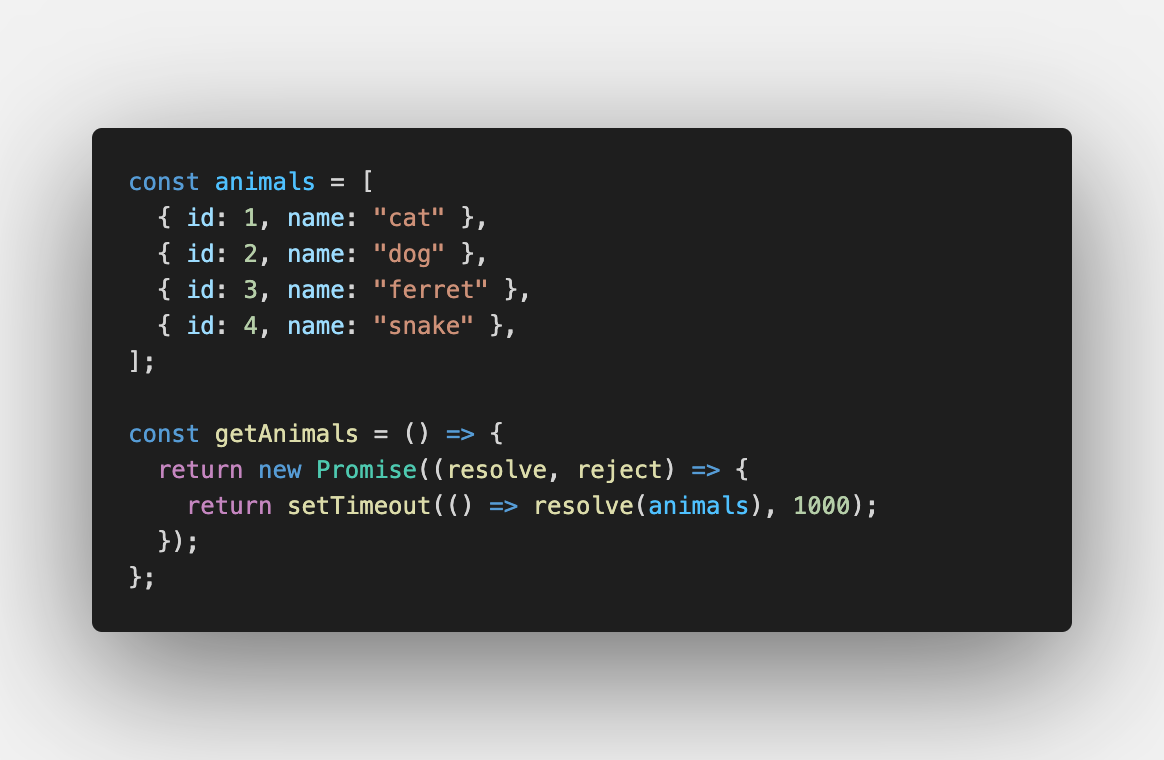 const animals = [
  { id: 1, name: "cat" },
  { id: 2, name: "dog" },
  { id: 3, name: "ferret" },
  { id: 4, name: "snake" },
];

const getAnimals = () => {
  return new Promise((resolve, reject) => {
    return setTimeout(() => resolve(animals), 1000);
  });
};